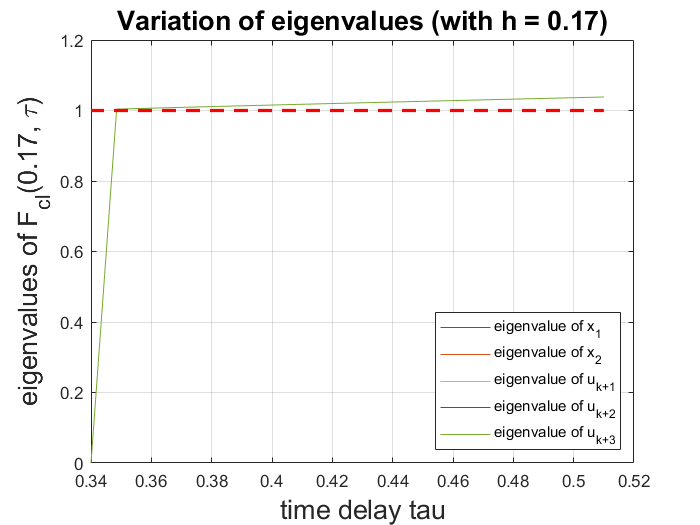 Variation of eigenvalues (with h = 0.17)
eigenvalues of F_cl(0.17, τ)
1.2
1
0.8
0.6
0.4
0.2
0
eigenvalue of x_1
eigenvalue of x_2
eigenvalue of u_k+1
eigenvalue of u_k+2
eigenvalue of u_k+3
0.34 0.36 0.38 0.4 0.42 0.44 0.46 0.48 0.5 0.52
time delay tau